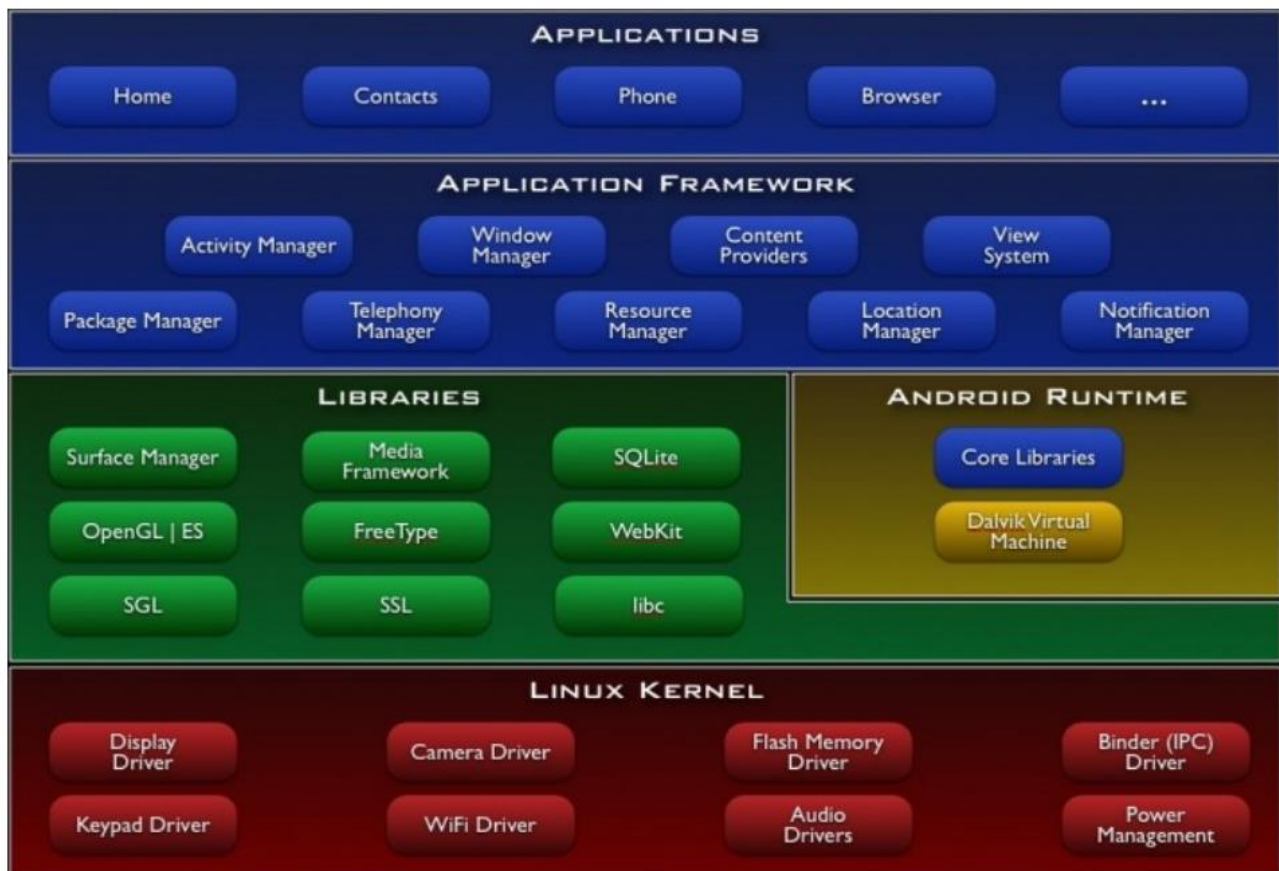 APPLICATIONS
Home
Contacts
Phone
Browser
...
APPLICATION FRAMEWORK
Activity Manager
Window
Manager
Content
Providers
View
System
Package Manager
Telephony
Manager
Resource
Manager
Location
Manager
Notification
Manager
LIBRARIES
Surface Manager
Media
Framework
SQLite
OpenGL | ES
FreeType
WebKit
SGL
SSL
libc
ANDROID RUNTIME
Core Libraries
Dalvik Virtual
Machine
LINUX KERNEL
Display
Driver
Camera Driver
Flash Memory
Driver
Binder (IPC)
Driver
Keypad Driver
WiFi Driver
Audio
Drivers
Power
Management